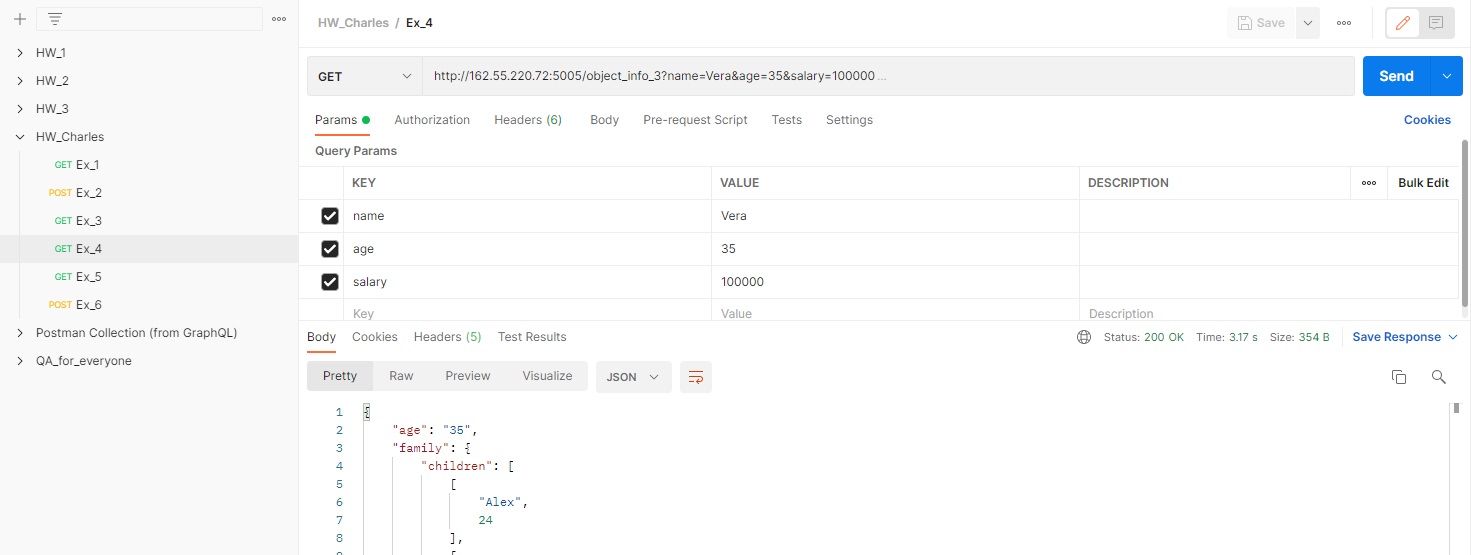 HW_1
HW_2
HW_3
HW_Charles
GET Ex_1
POST Ex_2
GET Ex_3
GET Ex_4
GET Ex_5
POST Ex_6
Postman Collection (from GraphQL)
QA_for_everyone
HW_Charles / Ex_4
Save
GET http://162.55.220.72:5005/object_info_3?name=Vera&age=35&salary=100000 ...
Send
Params Authorization Headers (6) Body Pre-request Script Tests Settings Cookies
Query Params
KEY VALUE DESCRIPTION Bulk Edit
name Vera
age 35
salary 100000
Key Value Description
Body Cookies Headers (5) Test Results Status: 200 OK Time: 3.17 s Size: 354 B Save Response
Pretty Raw Preview Visualize JSON
1 {
2 "age": "35",
3 "family": {
4 "children": [
5 [
6 "Alex",
7 24
8 ],
9 [